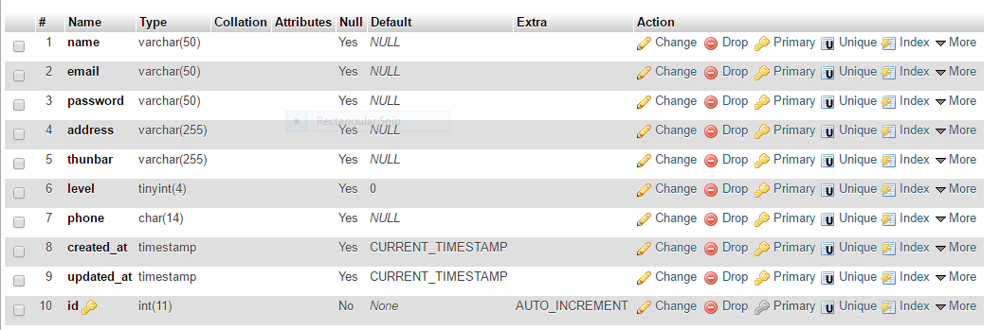 # Name Type Collation Attributes Null Default Extra Action
1 name varchar(50) Yes NULL Change Drop Primary U Unique Index More
2 email varchar(50) Yes NULL Change Drop Primary U Unique Index More
3 password varchar(50) Yes NULL Change Drop Primary U Unique Index More
Rectangular Snip
4 address varchar(255) Yes NULL Change Drop Primary U Unique Index More
5 thunbar varchar(255) Yes NULL Change Drop Primary U Unique Index More
6 level tinyint(4) Yes 0 Change Drop Primary U Unique Index More
7 phone char(14) Yes NULL Change Drop Primary U Unique Index More
8 created_at timestamp Yes CURRENT_TIMESTAMP Change Drop Primary U Unique Index More
9 updated_at timestamp Yes CURRENT_TIMESTAMP Change Drop Primary U Unique Index More
10 id int(11) No None AUTO_INCREMENT Change Drop Primary U Unique Index More